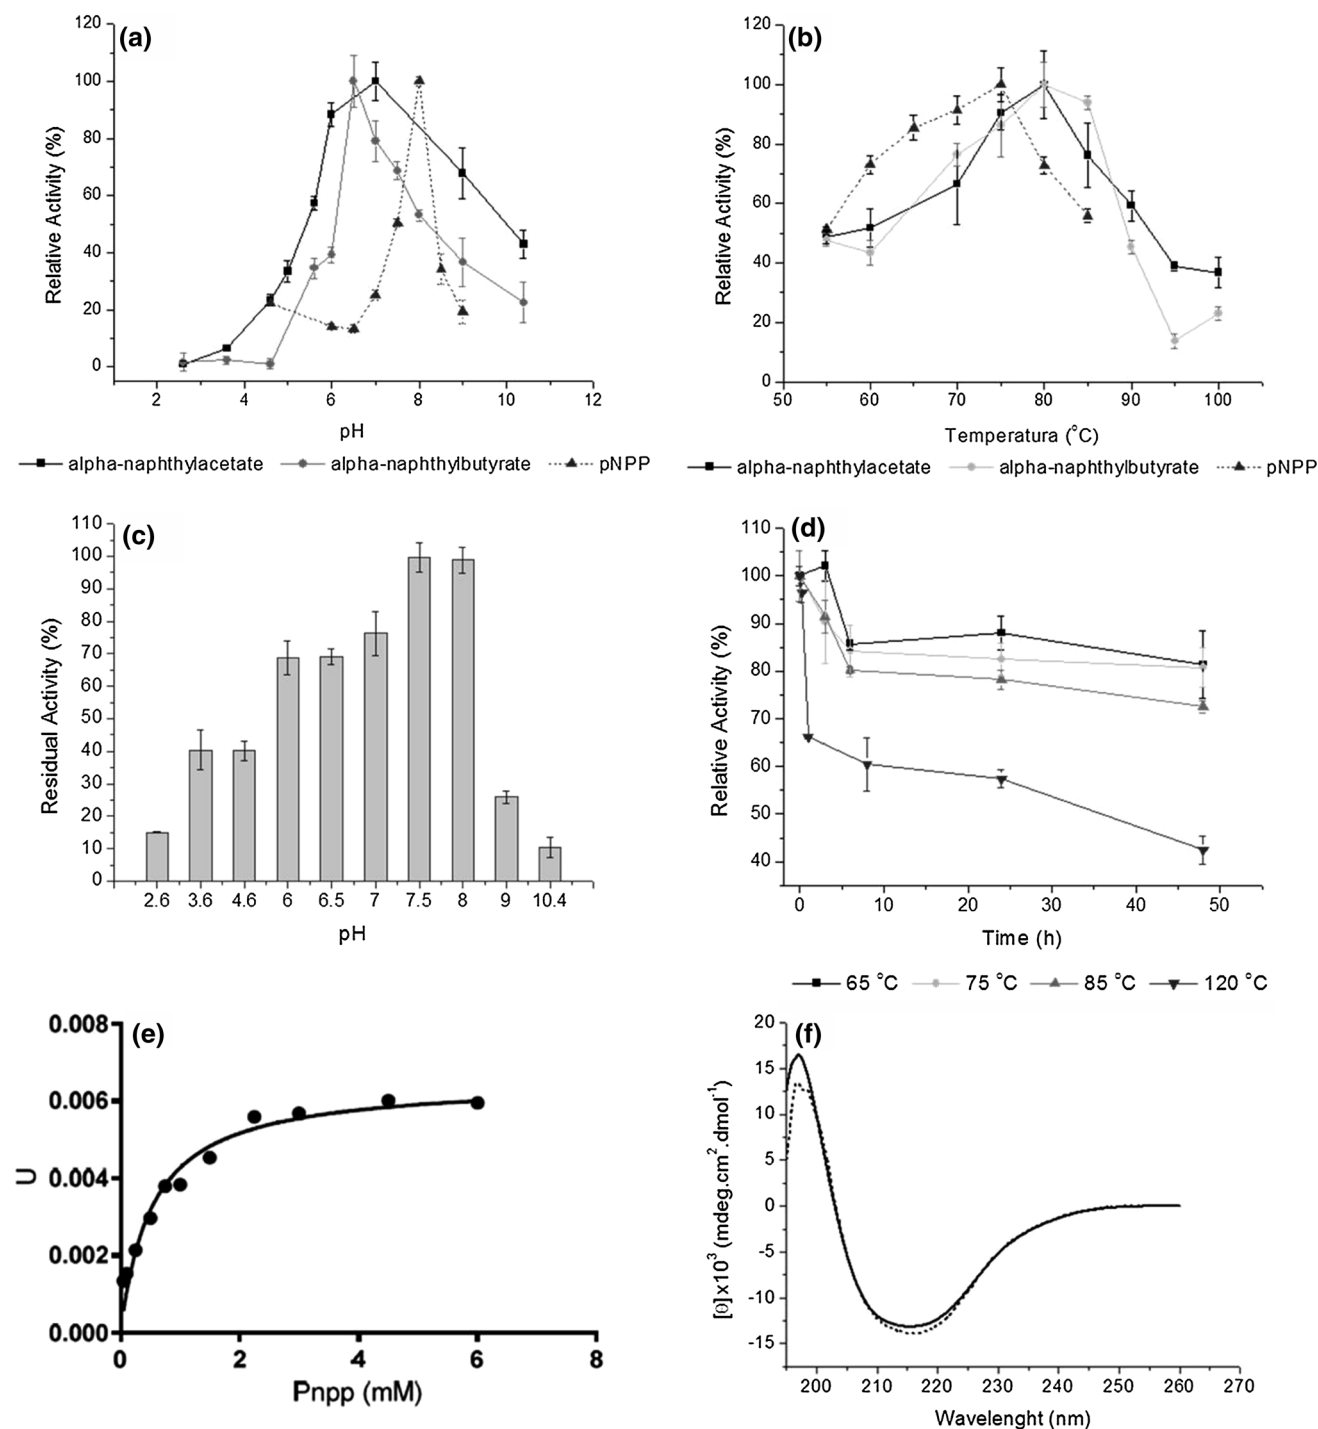 (a)
120
100
80
60
40
20
0
Relative Activity (%)
2 4 6 8 10 12
pH
alpha-naphthylacetate alpha-naphthylbutyrate pNPP
(b)
120
100
80
60
40
20
0
Relative Activity (%)
50 60 70 80 90 100
Temperatura (°C)
alpha-naphthylacetate alpha-naphthylbutyrate pNPP
(c)
110
100
90
80
70
60
50
40
30
20
10
0
Residual Activity (%)
2.6 3.6 4.6 6 6.5 7 7.5 8 9 10.4
pH
(d)
110
100
90
80
70
60
50
40
Relative Activity (%)
0 10 20 30 40 50
Time (h)
65 °C 75 °C 85 °C 120 °C
(e)
0.008
0.006
0.004
0.002
0.000
U
0 2 4 6 8
Pnpp (mM)
(f)
20
15
10
5
0
-5
-10
-15
[θ]x10³ (mdeg.cm².dmol⁻¹)
200 210 220 230 240 250 260 270
Wavelenght (nm)